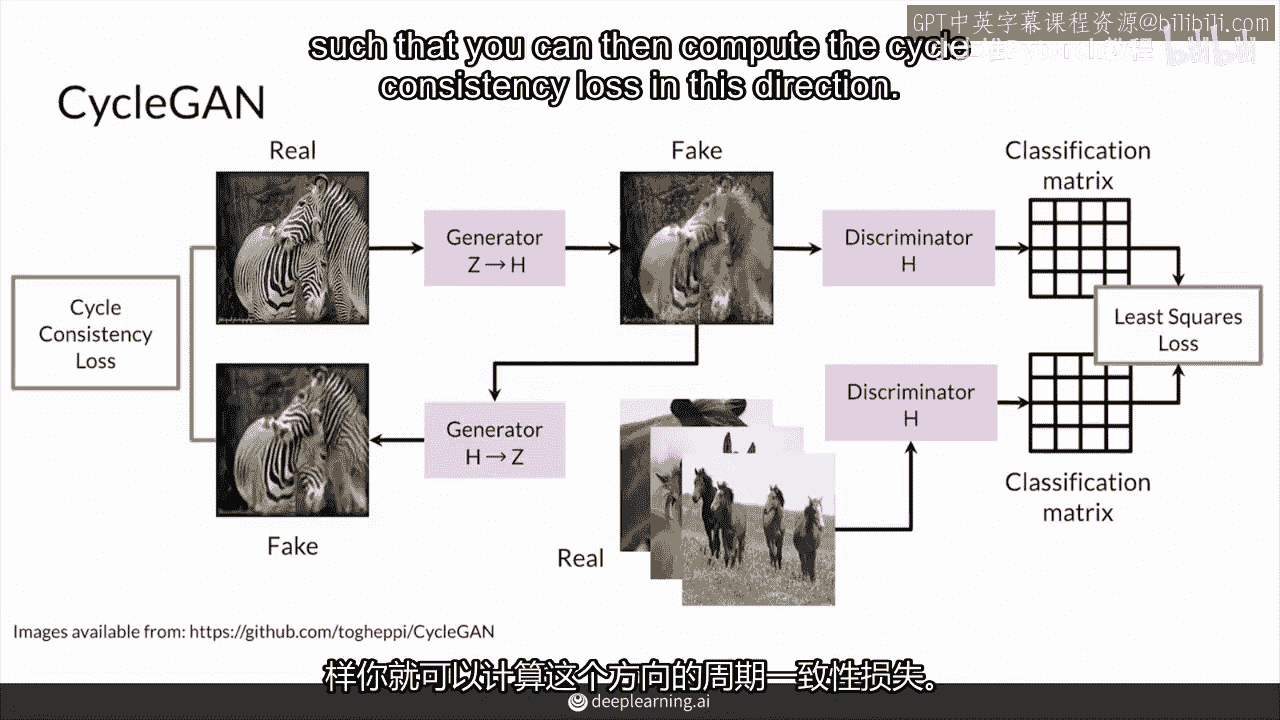 GPT中英字幕课程资源@bilibili.com
such that you can then compute the cycle
consistency loss in this direction.
CycleGAN
Real
Fake
Classification
matrix
Generator
Z → H
Discriminator
H
Cycle
Consistency
Loss
Least Squares
Loss
Generator
H → Z
Discriminator
H
Fake
Real
Classification
matrix
Images available from: https://github.com/togheppi/CycleGAN
样你就可以计算这个方向的周期一致性损失。
deeplearning.ai